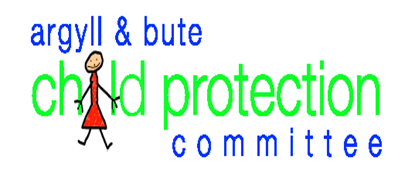 argyll & bute
child protection
committee